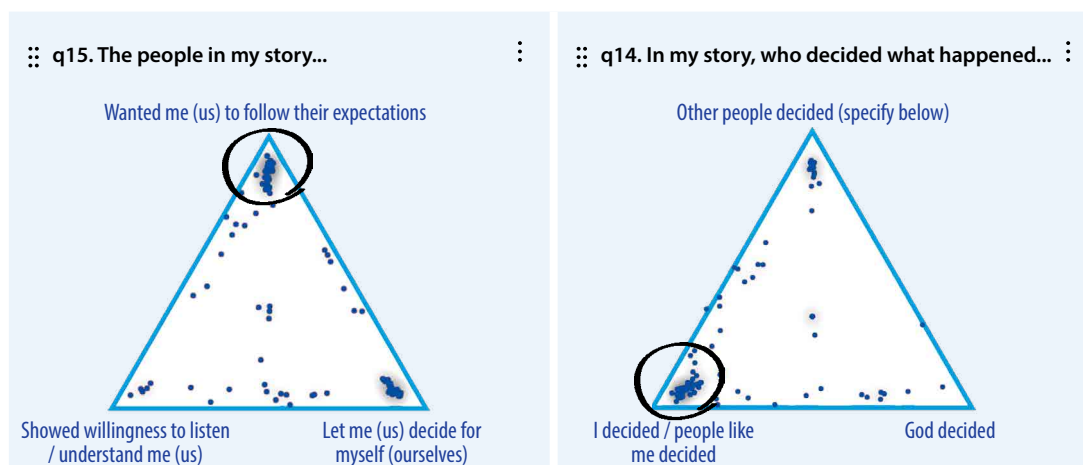 q15. The people in my story...
Wanted me (us) to follow their expectations
Showed willingness to listen
/ understand me (us)
Let me (us) decide for
myself (ourselves)
q14. In my story, who decided what happened...
Other people decided (specify below)
I decided / people like
me decided
God decided